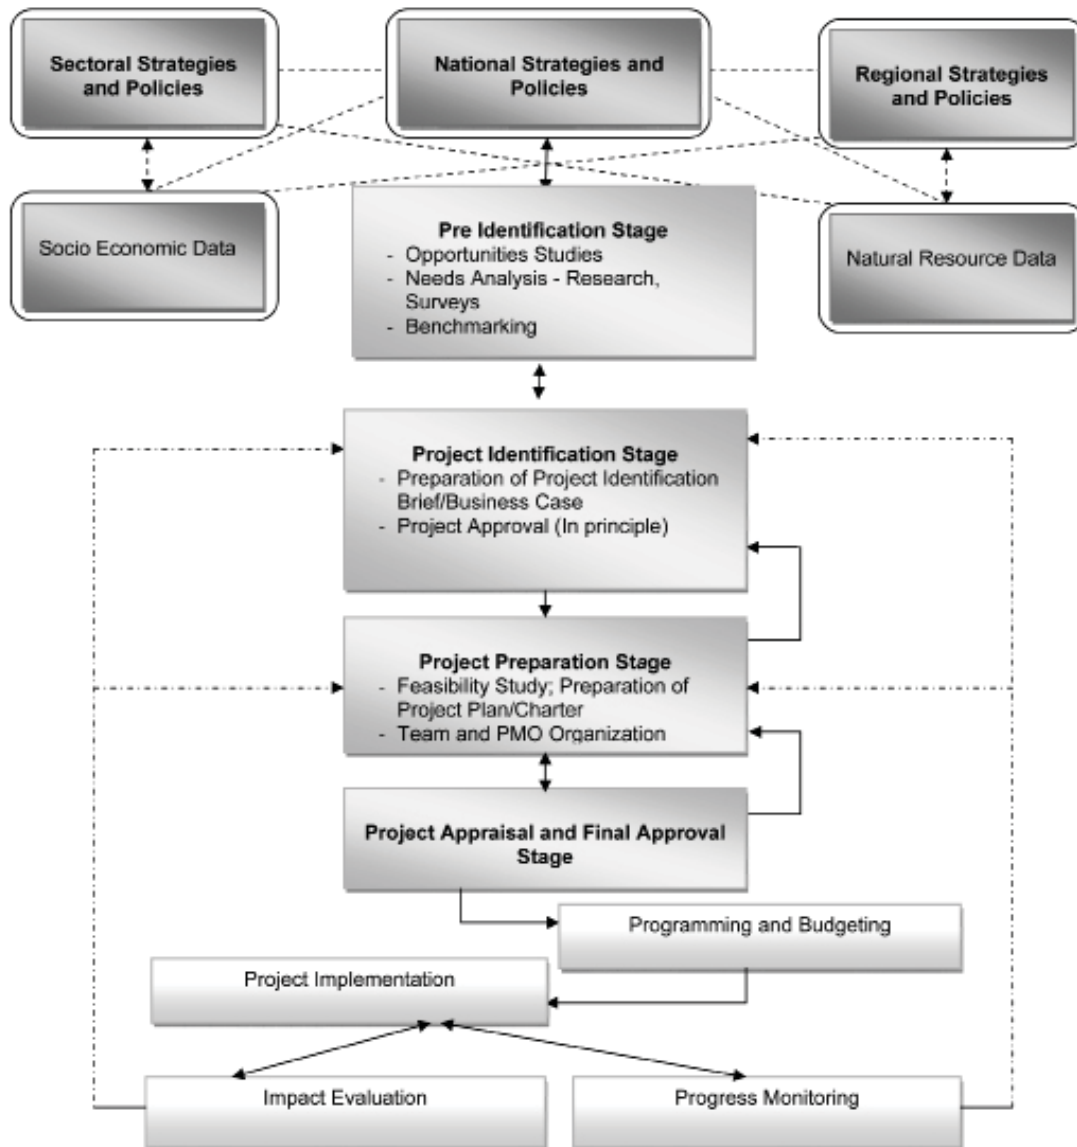 Sectoral Strategies
and Policies
National Strategies and
Policies
Regional Strategies
and Policies
Socio Economic Data
Natural Resource Data
Pre Identification Stage
- Opportunities Studies
- Needs Analysis - Research,
Surveys
- Benchmarking
Project Identification Stage
- Preparation of Project Identification
Brief/Business Case
- Project Approval (In principle)
Project Preparation Stage
- Feasibility Study; Preparation of
Project Plan/Charter
- Team and PMO Organization
Project Appraisal and Final Approval
Stage
Programming and Budgeting
Project Implementation
Impact Evaluation
Progress Monitoring